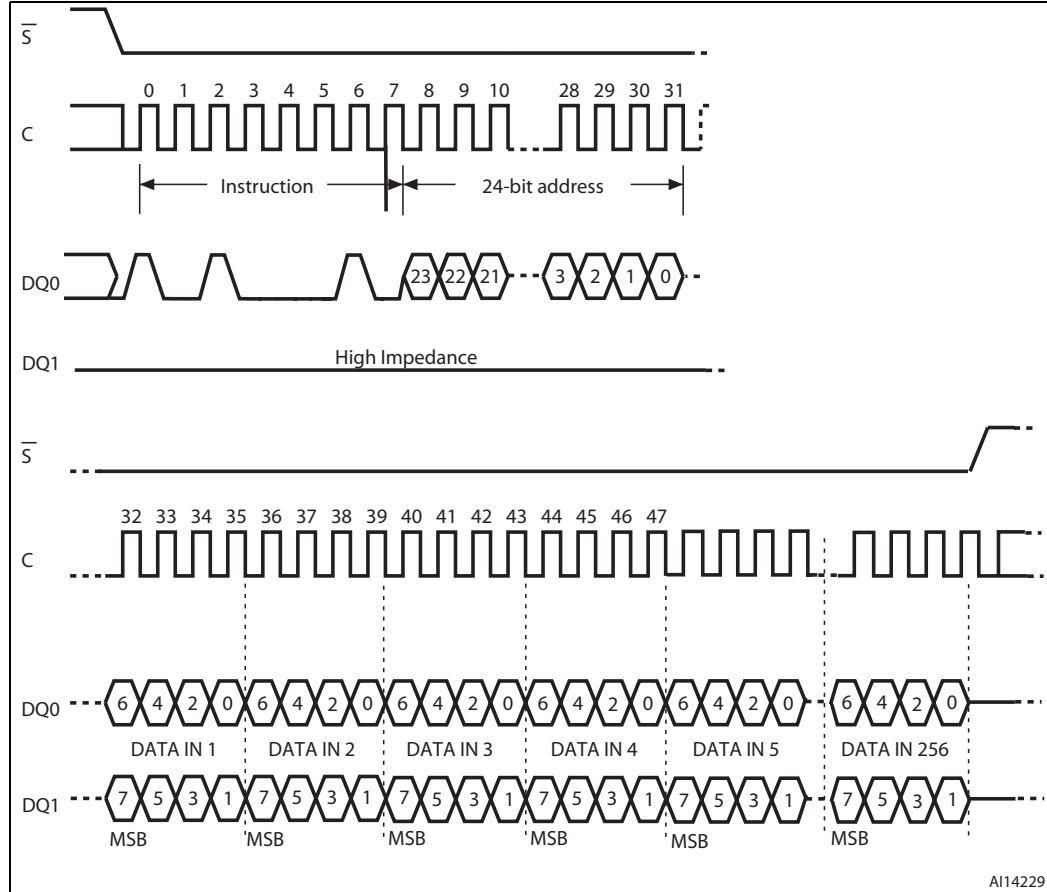 S
0 1 2 3 4 5 6 7 8 9 10 28 29 30 31
C
Instruction 24-bit address
DQ0 23 22 21 3 2 1 0
High Impedance
DQ1
S
32 33 34 35 36 37 38 39 40 41 42 43 44 45 46 47
C
DQ0 6 4 2 0 6 4 2 0 6 4 2 0 6 4 2 0 6 4 2 0 6 4 2 0
DATA IN 1 DATA IN 2 DATA IN 3 DATA IN 4 DATA IN 5 DATA IN 256
DQ1 7 5 3 1 7 5 3 1 7 5 3 1 7 5 3 1 7 5 3 1 7 5 3 1
MSB MSB MSB MSB MSB MSB
AI14229